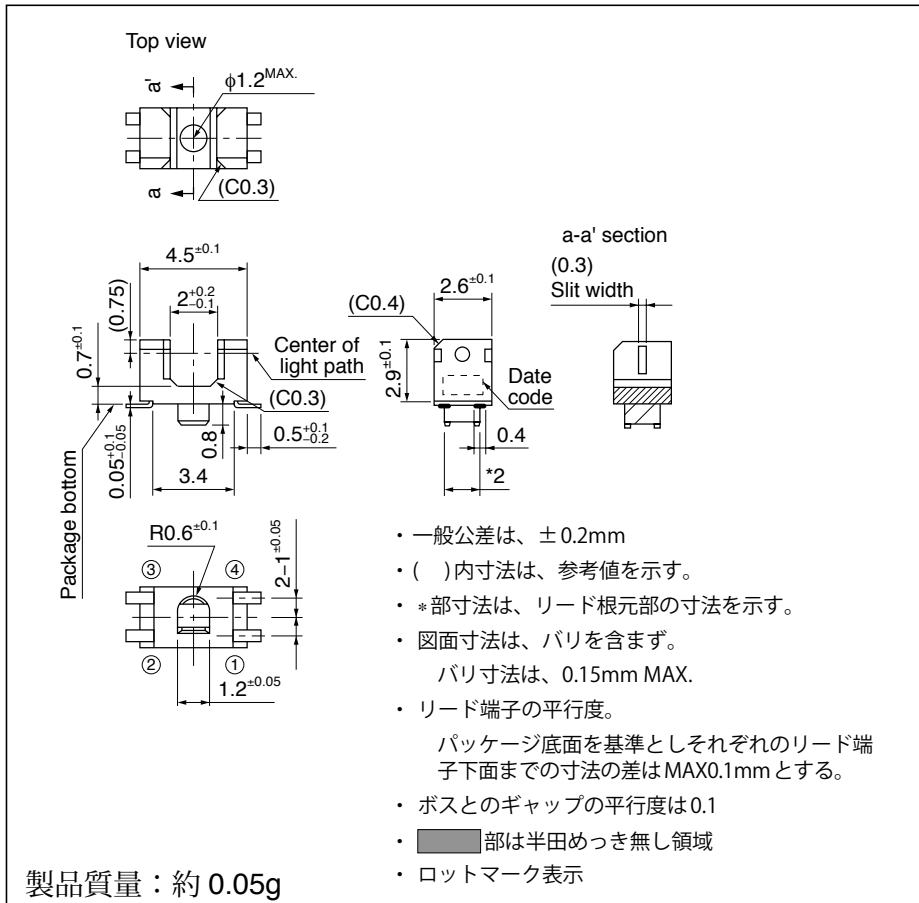 Top view
a'
φ1.2MAX.
a
(C0.3)
a-a' section
(0.3)
Slit width
4.5±0.1
2+0.2−0.1
(0.75)
0.7±0.1
Center of
light path
(C0.3)
0.05+0.1−0.05
0.8
0.5+0.1−0.2
3.4
Package bottom
(C0.4)
2.6±0.1
2.9±0.1
Date
code
0.4
*2
R0.6±0.1
2−1±0.05
③
④
②
①
1.2±0.05
・一般公差は、±0.2mm
・( )内寸法は、参考値を示す。
・*部寸法は、リード根元部の寸法を示す。
・図面寸法は、バリを含まず。
バリ寸法は、0.15mm MAX.
・リード端子の平行度。
パッケージ底面を基準としそれぞれのリード端
子下面までの寸法の差はMAX0.1mmとする。
・ボスとのギャップの平行度は0.1
・ 部は半田めっき無し領域
・ロットマーク表示
製品質量：約 0.05g